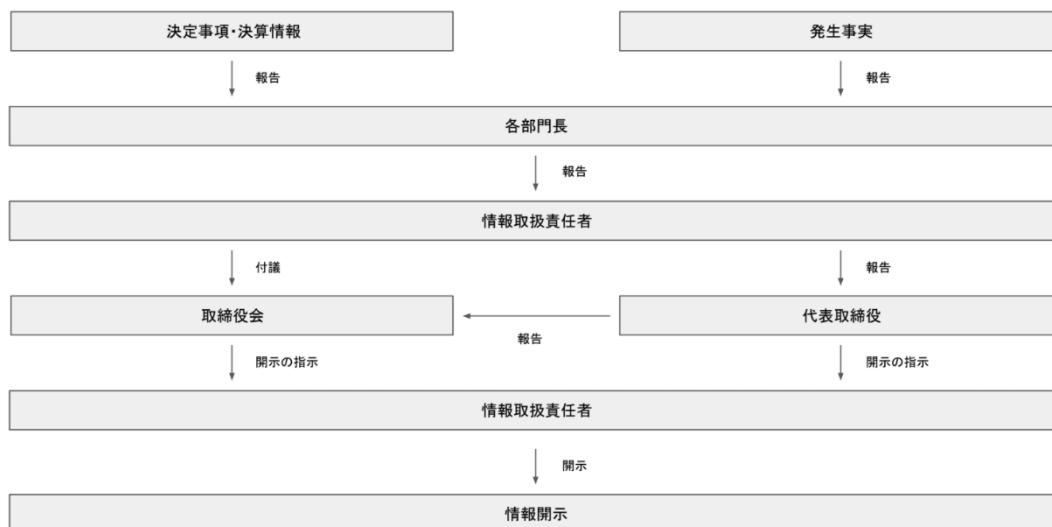 決定事項・決算情報
発生事実
報告
報告
各部門長
報告
情報取扱責任者
付議
報告
取締役会
代表取締役
報告
開示の指示
開示の指示
情報取扱責任者
開示
情報開示